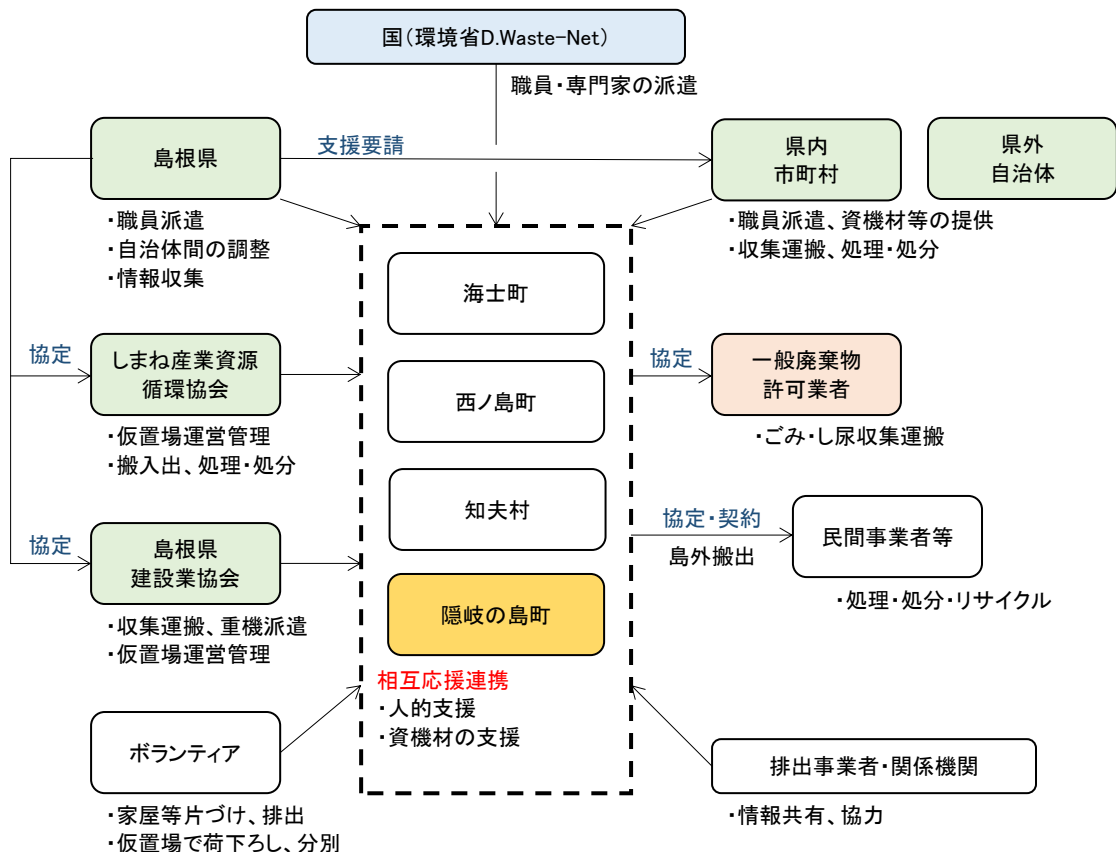 国(環境省D.Waste-Net)
職員・専門家の派遣
島根県
支援要請
県内
市町村
県外
自治体
・職員派遣
・自治体間の調整
・情報収集
・職員派遣、資機材等の提供
・収集運搬、処理・処分
海士町
協定
しまね産業資源
循環協会
・仮置場運営管理
・搬入出、処理・処分
西ノ島町
協定
一般廃棄物
許可業者
・ごみ・し尿収集運搬
知夫村
協定・契約
島外搬出
民間事業者等
・処理・処分・リサイクル
協定
島根県
建設業協会
・収集運搬、重機派遣
・仮置場運営管理
隠岐の島町
相互応援連携
・人的支援
・資機材の支援
ボランティア
・家屋等片づけ、排出
・仮置場で荷下ろし、分別
排出事業者・関係機関
・情報共有、協力